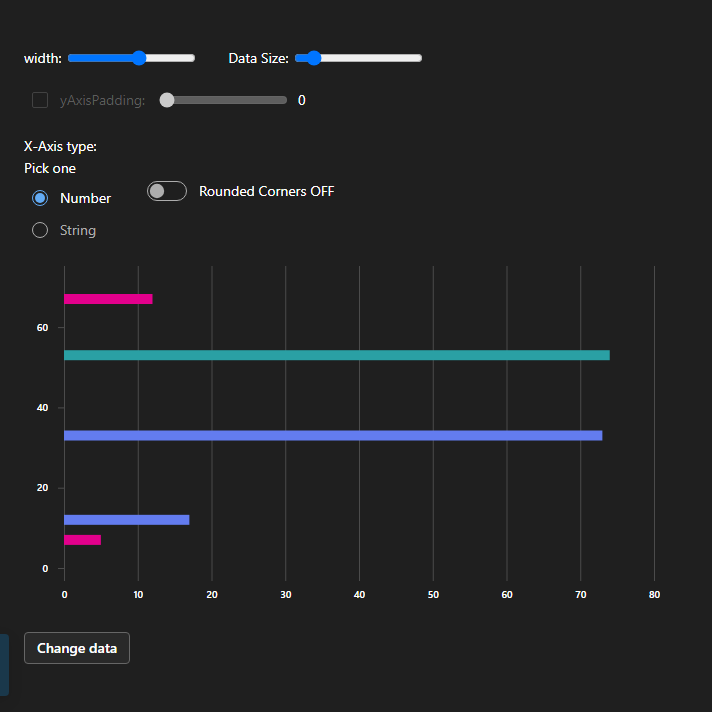 width: Data Size:
yAxisPadding: 0
X-Axis type:
Pick one
Number Rounded Corners OFF
String
60
40
20
0
0 10 20 30 40 50 60 70 80
Change data